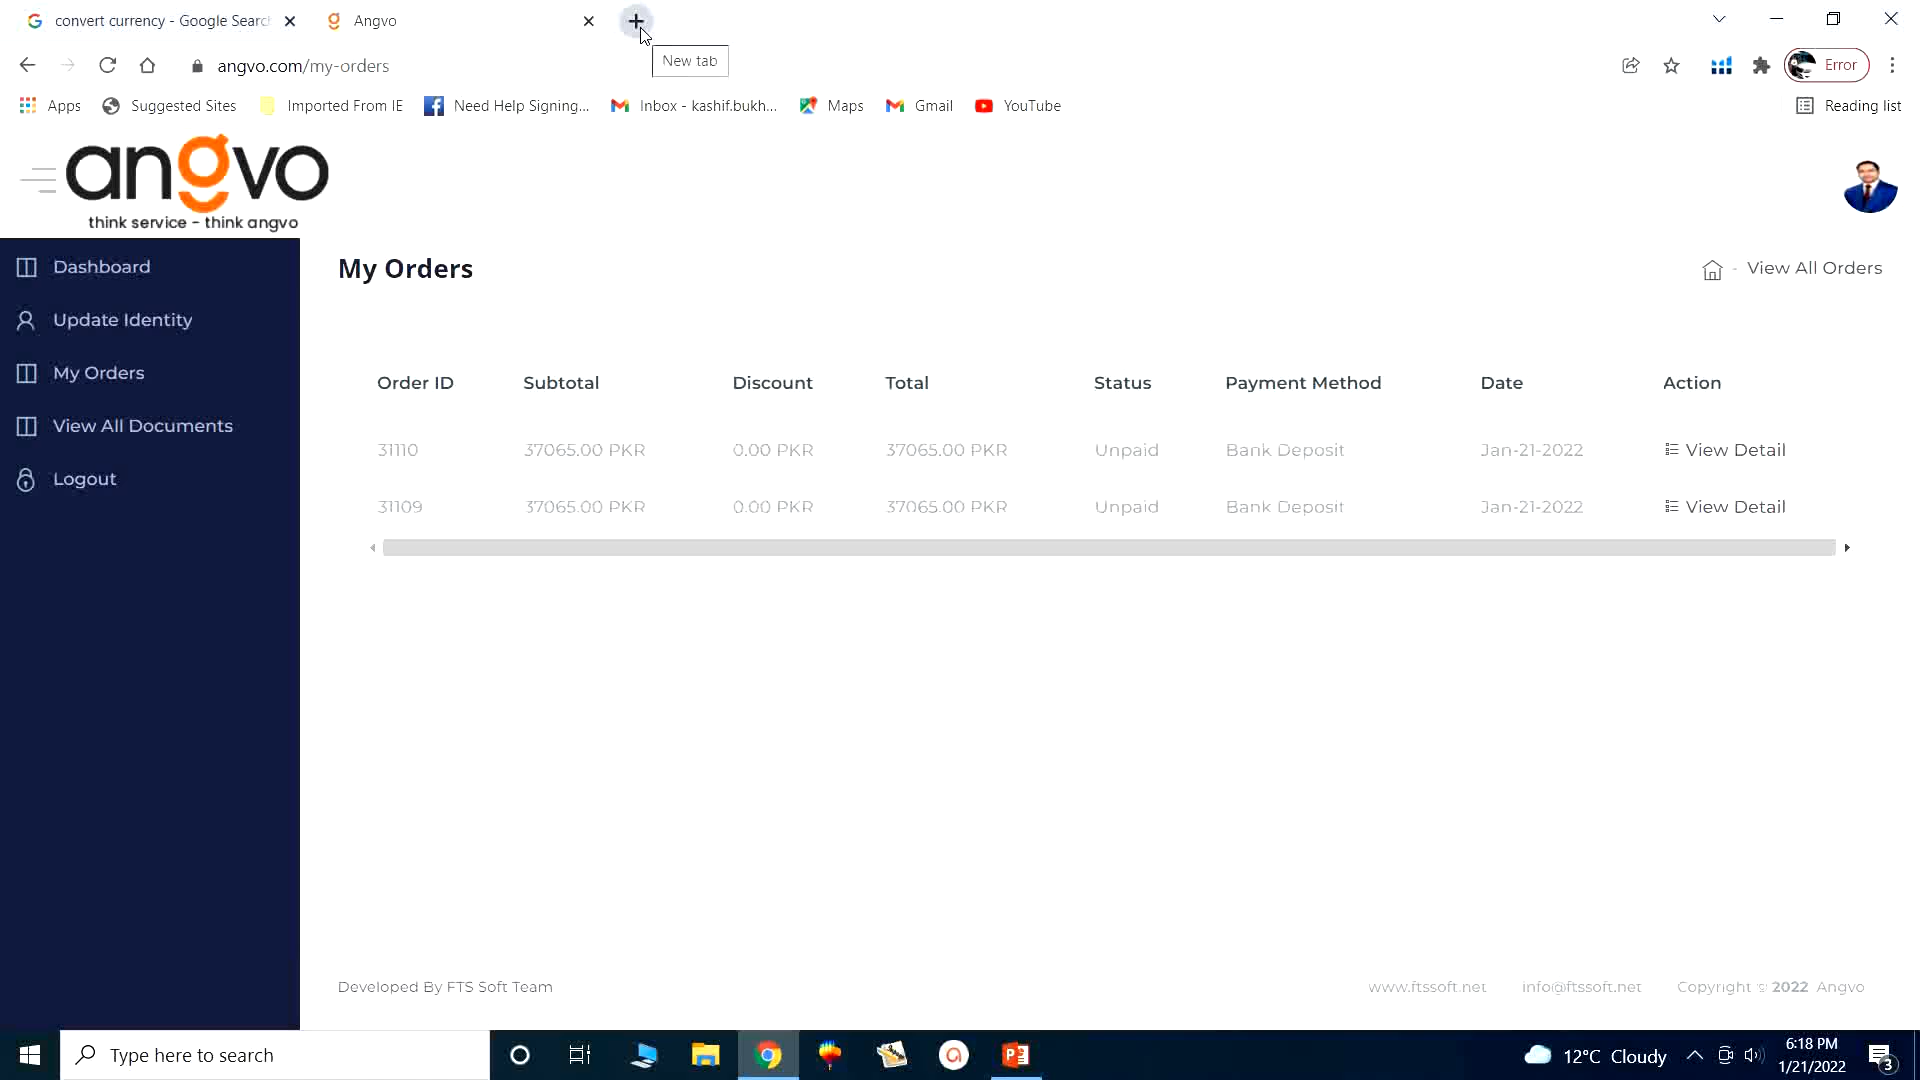 convert currency - Google Searc
Angvo
New tab
angvo.com/my-orders
Error
Apps
Suggested Sites
Imported From IE
Need Help Signing...
Inbox - kashif.bukh...
Maps
Gmail
YouTube
Reading list
angvo
think service - think angvo
Dashboard
Update Identity
My Orders
View All Documents
Logout
My Orders
- View All Orders
Order ID Subtotal Discount Total Status Payment Method Date Action
31110 37065.00 PKR 0.00 PKR 37065.00 PKR Unpaid Bank Deposit Jan-21-2022 View Detail
31109 37065.00 PKR 0.00 PKR 37065.00 PKR Unpaid Bank Deposit Jan-21-2022 View Detail
Developed By FTS Soft Team
www.ftssoft.net info@ftssoft.net Copyright © 2022 Angvo
Type here to search
12°C Cloudy
6:18 PM
1/21/2022
3